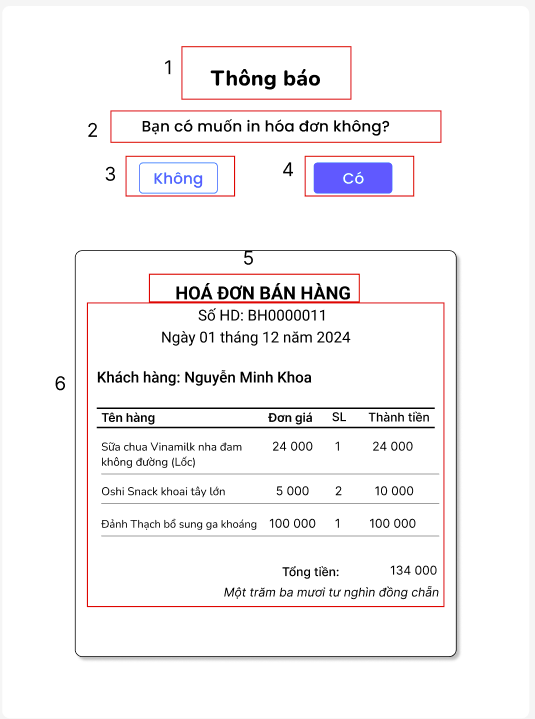 1
Thông báo
2
Bạn có muốn in hóa đơn không?
3
Không
4
Có
5
HOÁ ĐƠN BÁN HÀNG
Số HD: BH0000011
Ngày 01 tháng 12 năm 2024
6
Khách hàng: Nguyễn Minh Khoa
Tên hàng Đơn giá SL Thành tiền
Sữa chua Vinamilk nha đam 24 000 1 24 000
không đường (Lốc)
Oshi Snack khoai tây lớn 5 000 2 10 000
Đảnh Thạch bổ sung ga khoáng 100 000 1 100 000
Tổng tiền: 134 000
Một trăm ba mươi tư nghìn đồng chẵn